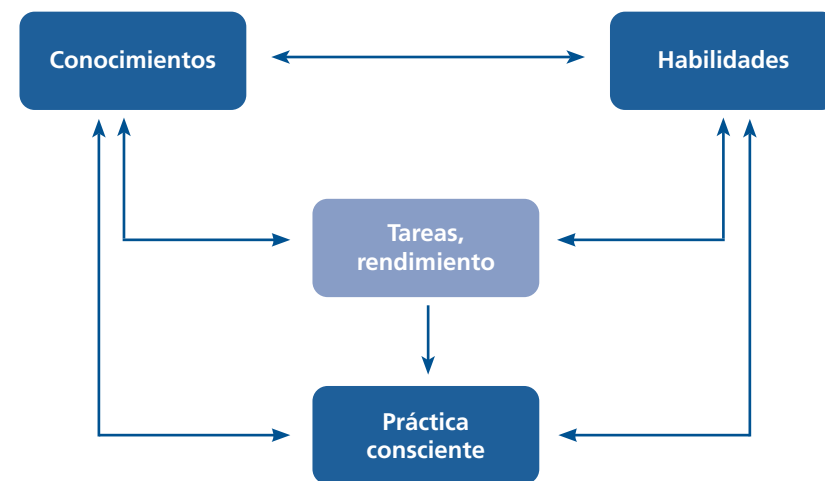 Conocimientos
Habilidades
Tareas,
rendimiento
Práctica
consciente